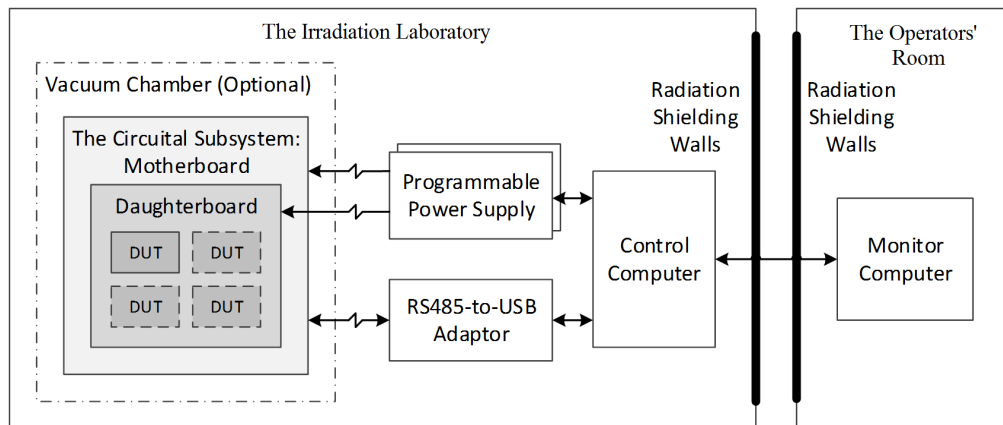 The Irradiation Laboratory
The Operators'
Room
Vacuum Chamber (Optional)
The Circuital Subsystem:
Motherboard
Daughterboard
DUT
DUT
DUT
DUT
Programmable
Power Supply
RS485-to-USB
Adaptor
Control
Computer
Radiation
Shielding
Walls
Radiation
Shielding
Walls
Monitor
Computer